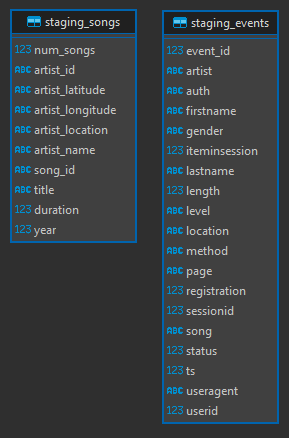 staging_songs
123 num_songs
ABC artist_id
ABC artist_latitude
ABC artist_longitude
ABC artist_location
ABC artist_name
ABC song_id
ABC title
123 duration
123 year
staging_events
123 event_id
ABC artist
ABC auth
ABC firstname
ABC gender
123 iteminsession
ABC lastname
123 length
ABC level
ABC location
ABC method
ABC page
123 registration
123 sessionid
ABC song
123 status
123 ts
ABC useragent
123 userid